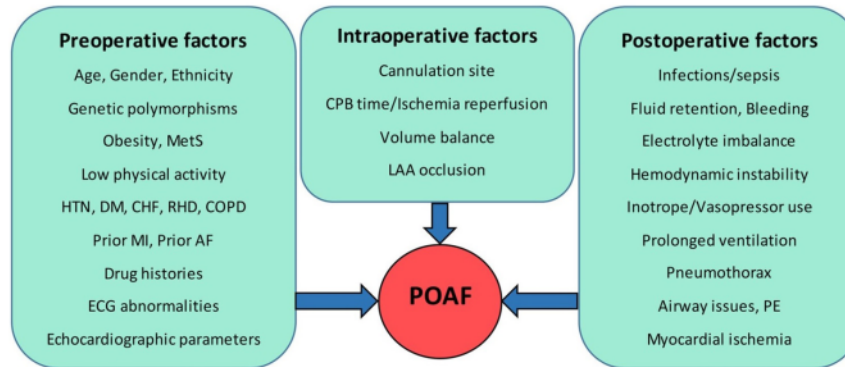 Preoperative factors
Age, Gender, Ethnicity
Genetic polymorphisms
Obesity, MetS
Low physical activity
HTN, DM, CHF, RHD, COPD
Prior MI, Prior AF
Drug histories
ECG abnormalities
Echocardiographic parameters
Intraoperative factors
Cannulation site
CPB time/Ischemia reperfusion
Volume balance
LAA occlusion
POAF
Postoperative factors
Infections/sepsis
Fluid retention, Bleeding
Electrolyte imbalance
Hemodynamic instability
Inotrope/Vasopressor use
Prolonged ventilation
Pneumothorax
Airway issues, PE
Myocardial ischemia